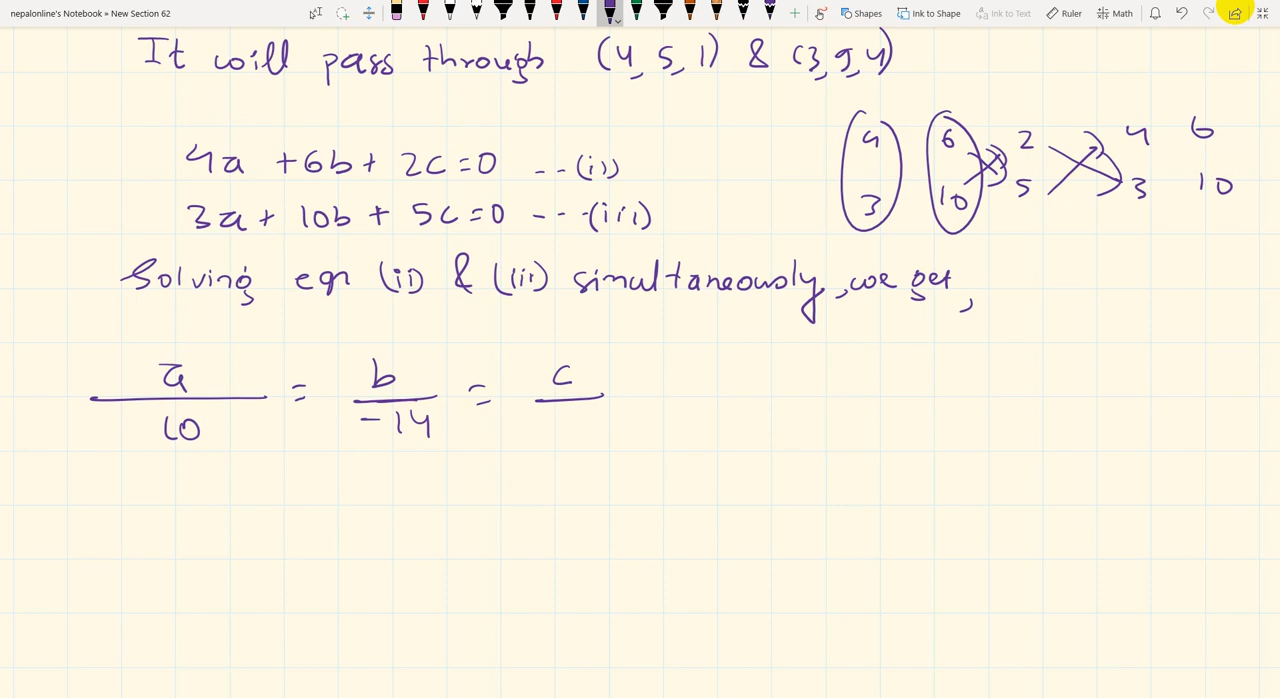 nepalonline's Notebook » New Section 62
Shapes Ink to Shape Ink to Text Ruler Math
It will pass through (4, 5, 1) & (3, 9, 4)
4a + 6b + 2c = 0 --(ii)
3a + 10b + 5c = 0 ---(iii)
4 6 2 4 6
3 10 5 3 10
Solving eqn (ii) & (iii) simultaneously, we get,
a/10 = b/-14 = c/